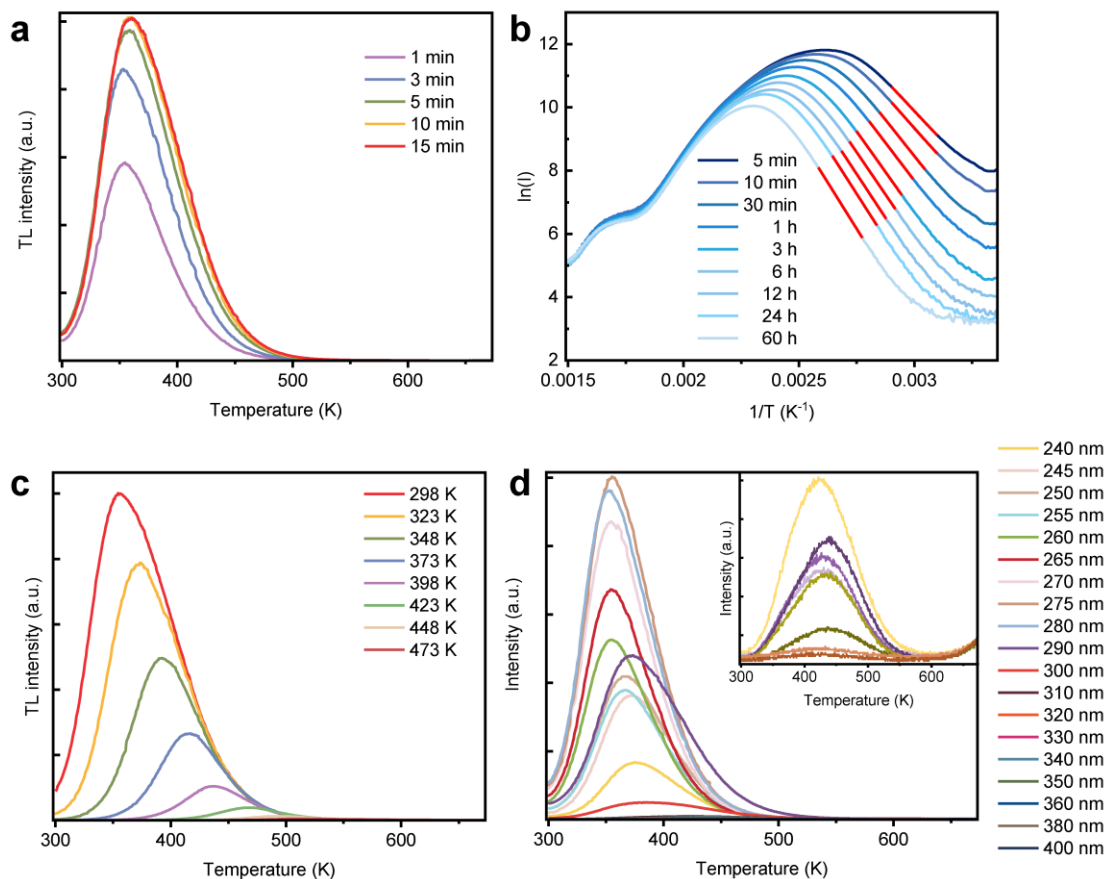 a
TL intensity (a.u.)
1 min
3 min
5 min
10 min
15 min
300
400
500
600
Temperature (K)
b
ln(I)
12
10
8
6
4
2
5 min
10 min
30 min
1 h
3 h
6 h
12 h
24 h
60 h
0.0015
0.002
0.0025
0.003
1/T (K⁻¹)
c
TL intensity (a.u.)
298 K
323 K
348 K
373 K
398 K
423 K
448 K
473 K
300
400
500
600
Temperature (K)
d
Intensity (a.u.)
300
400
500
600
Temperature (K)
Intensity (a.u.)
300
400
500
600
Temperature (K)
240 nm
245 nm
250 nm
255 nm
260 nm
265 nm
270 nm
275 nm
280 nm
290 nm
300 nm
310 nm
320 nm
330 nm
340 nm
350 nm
360 nm
380 nm
400 nm